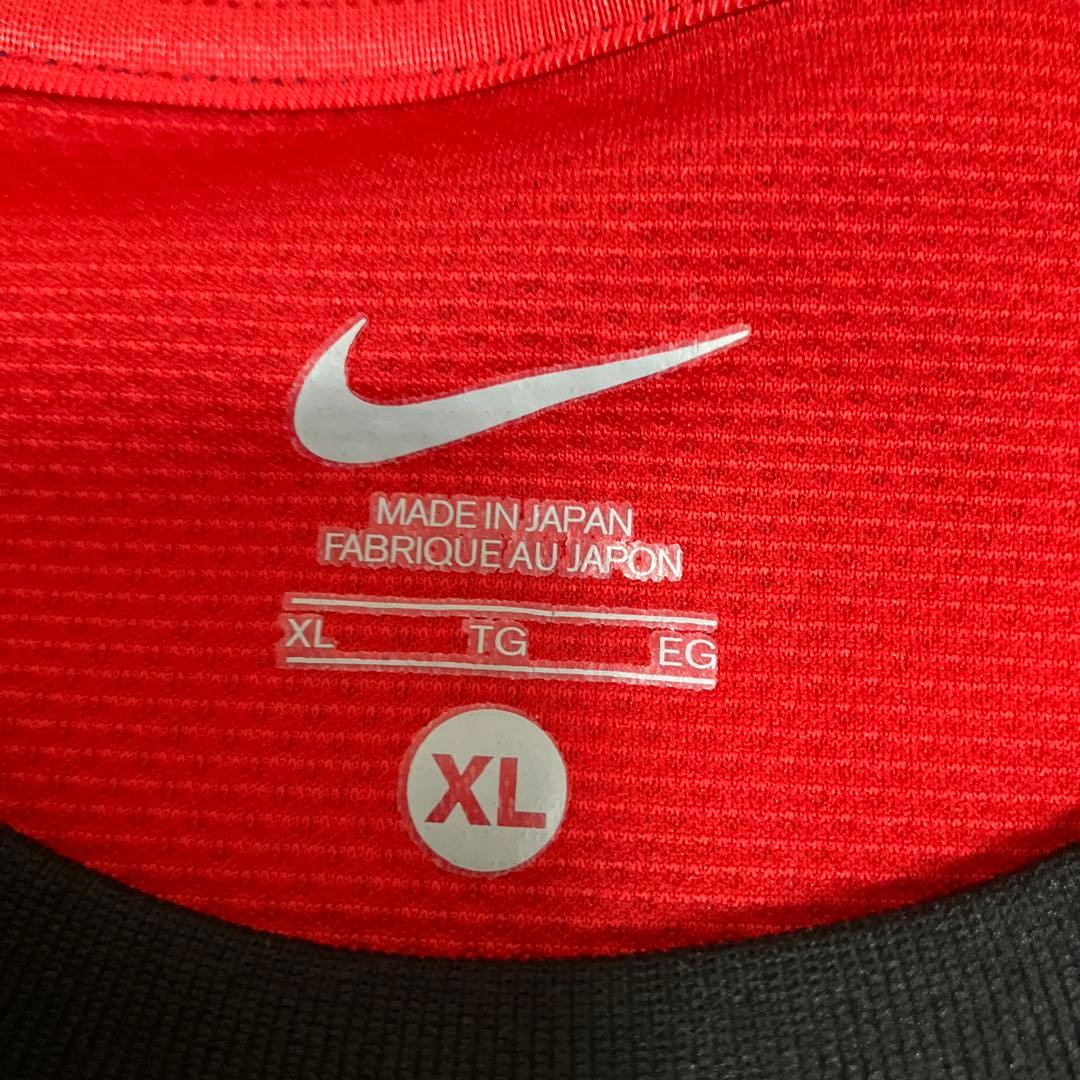 MADE IN JAPAN
FABRIQUE AU JAPON
XL TG EG
XL